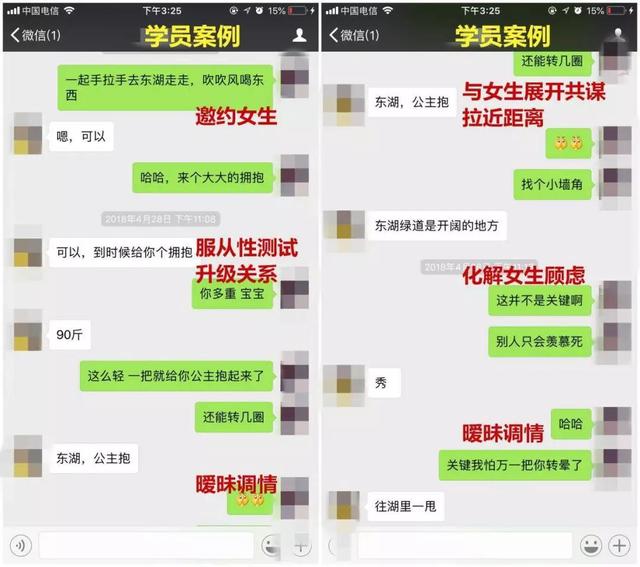 中国电信
下午3:25
15%
微信(1)
学员案例
一起手拉手去东湖走走，吹吹风喝东
西
邀约女生
嗯，可以
哈哈，来个大大的拥抱
2018年4月28日 下午11:08
可以，到时候给你个拥抱
服从性测试
升级关系
你多重 宝宝
90斤
这么轻 一把就给你公主抱起来了
还能转几圈
东湖，公主抱
暧昧调情
中国电信
下午3:25
15%
微信(1)
学员案例
还能转几圈
东湖，公主抱
与女生展开共谋
拉近距离
找个小墙角
东湖绿道是开阔的地方
化解女生顾虑
这并不是关键啊
别人只会羡慕死
秀
哈哈
暧昧调情
关键我怕万一把你转晕了
往湖里一甩